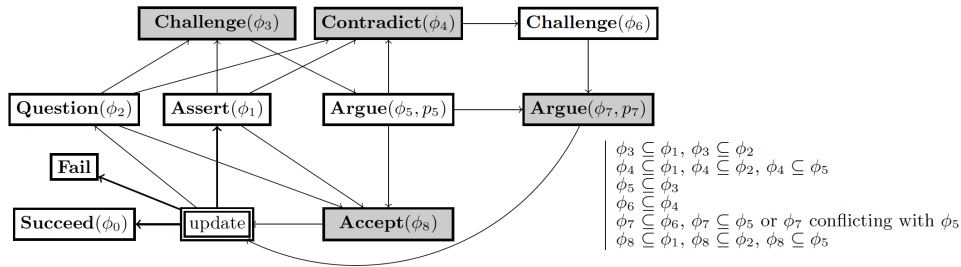 Challenge(ϕ₃) Contradict(ϕ₄) Challenge(ϕ₆)
Question(ϕ₂) Assert(ϕ₁) Argue(ϕ₅, p₅) Argue(ϕ₇, p₇)
Fail
Succeed(ϕ₀) update Accept(ϕ₈)
ϕ₃ ⊆ ϕ₁, ϕ₃ ⊆ ϕ₂
ϕ₄ ⊆ ϕ₁, ϕ₄ ⊆ ϕ₂, ϕ₄ ⊆ ϕ₅
ϕ₅ ⊆ ϕ₃
ϕ₆ ⊆ ϕ₄
ϕ₇ ⊆ ϕ₆, ϕ₇ ⊆ ϕ₅ or ϕ₇ conflicting with ϕ₅
ϕ₈ ⊆ ϕ₁, ϕ₈ ⊆ ϕ₂, ϕ₈ ⊆ ϕ₅